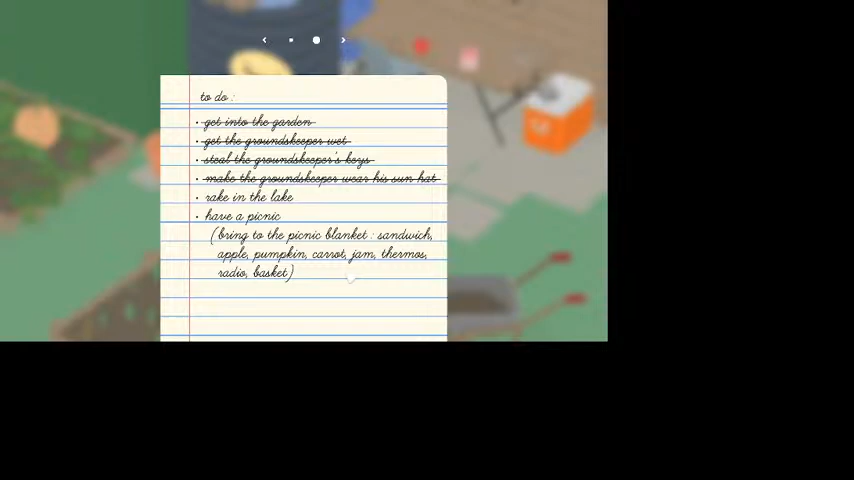 to do :
• get into the garden
• get the groundskeeper wet
• steal the groundskeeper's keys
• make the groundskeeper wear his sun hat
• rake in the lake
• have a picnic
(bring to the picnic blanket : sandwich,
apple, pumpkin, carrot, jam, thermos,
radio, basket)